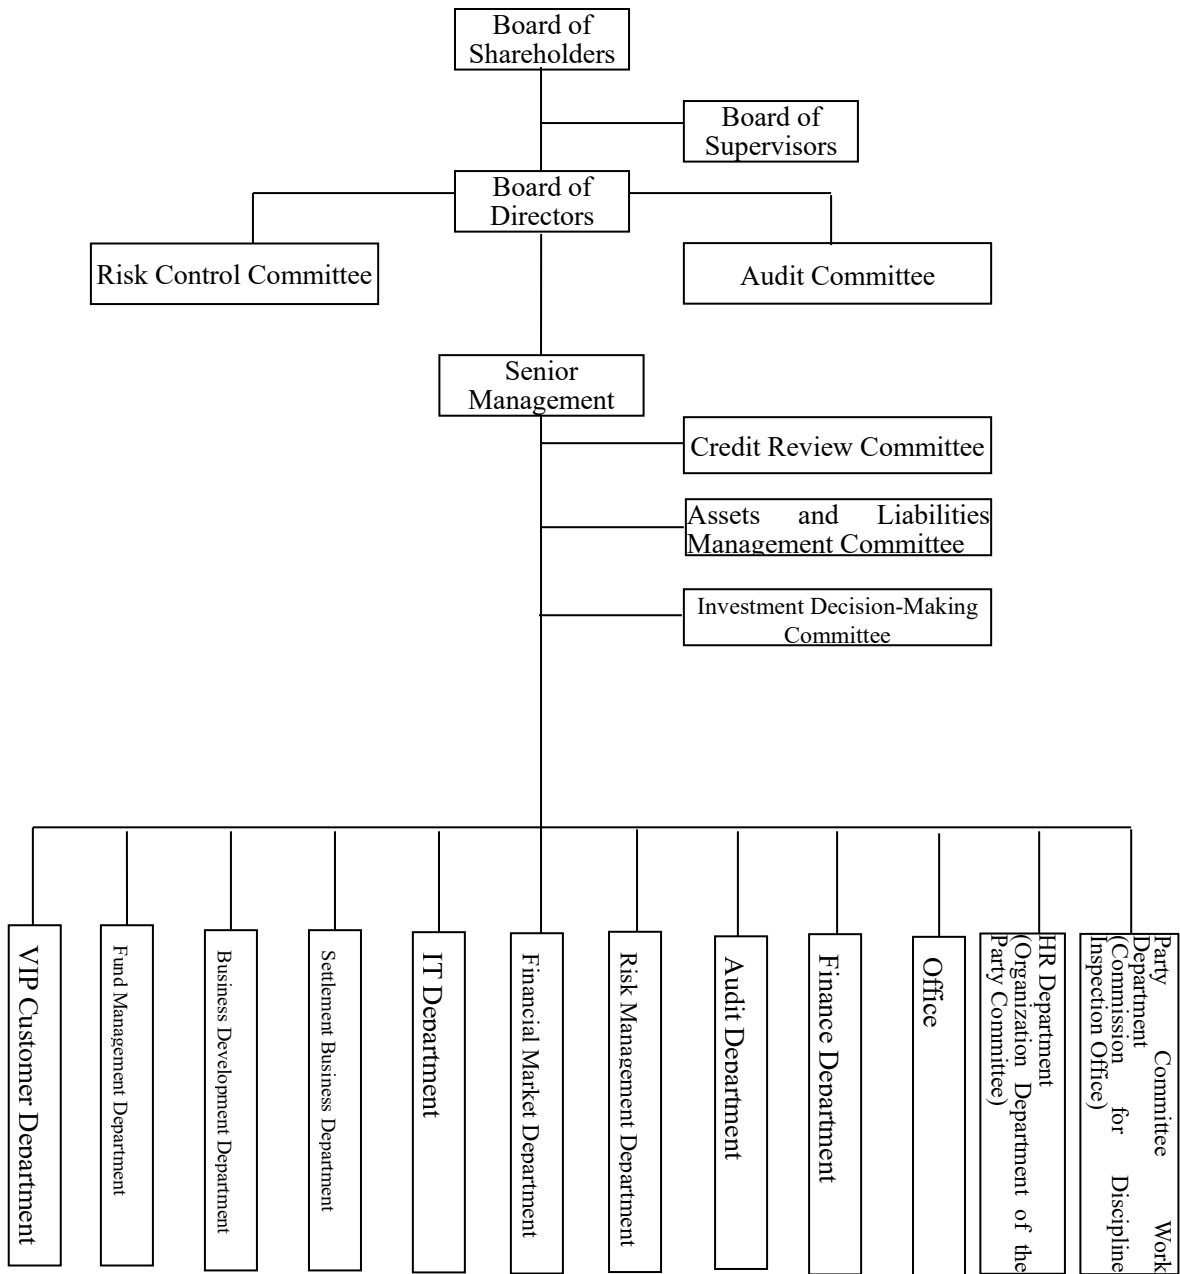 Board of
Shareholders
Board of
Supervisors
Board of
Directors
Risk Control Committee
Audit Committee
Senior
Management
Credit Review Committee
Assets and Liabilities
Management Committee
Investment Decision-Making
Committee
VIP Customer Department
Fund Management Department
Business Development Department
Settlement Business Department
IT Department
Financial Market Department
Risk Management Department
Audit Department
Finance Department
Office
HR Department
(Organization Department of the
Party Committee)
Party Committee Work
Department
(Commission for Discipline
Inspection Office)